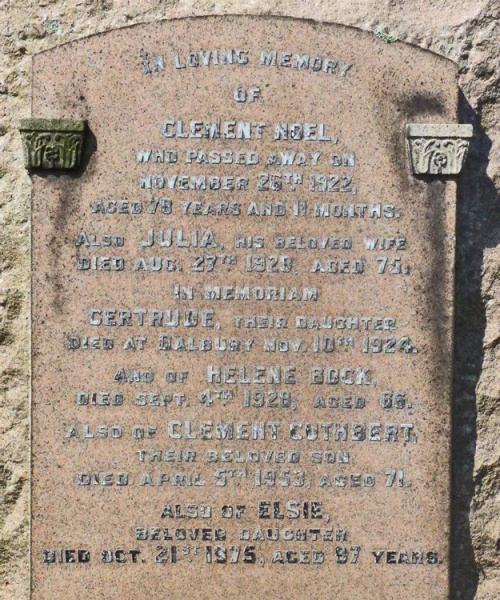 IN LOVING MEMORY
OF
CLEMENT NOEL,
WHO PASSED AWAY ON
NOVEMBER 26TH 1922,
AGED 78 YEARS AND 11 MONTHS.
ALSO JULIA, HIS BELOVED WIFE
DIED AUG. 27TH 1929, AGED 75.
IN MEMORIAM
GERTRUDE, THEIR DAUGHTER
DIED AT DALBURY NOV. 10TH 1924.
AND OF HELENE BOCK,
DIED SEPT. 4TH 1928, AGED 66.
ALSO OF CLEMENT CUTHBERT,
THEIR BELOVED SON
DIED APRIL 5TH 1953, AGED 71.
ALSO OF ELSIE,
BELOVED DAUGHTER
DIED OCT. 21ST 1975, AGED 97 YEARS.